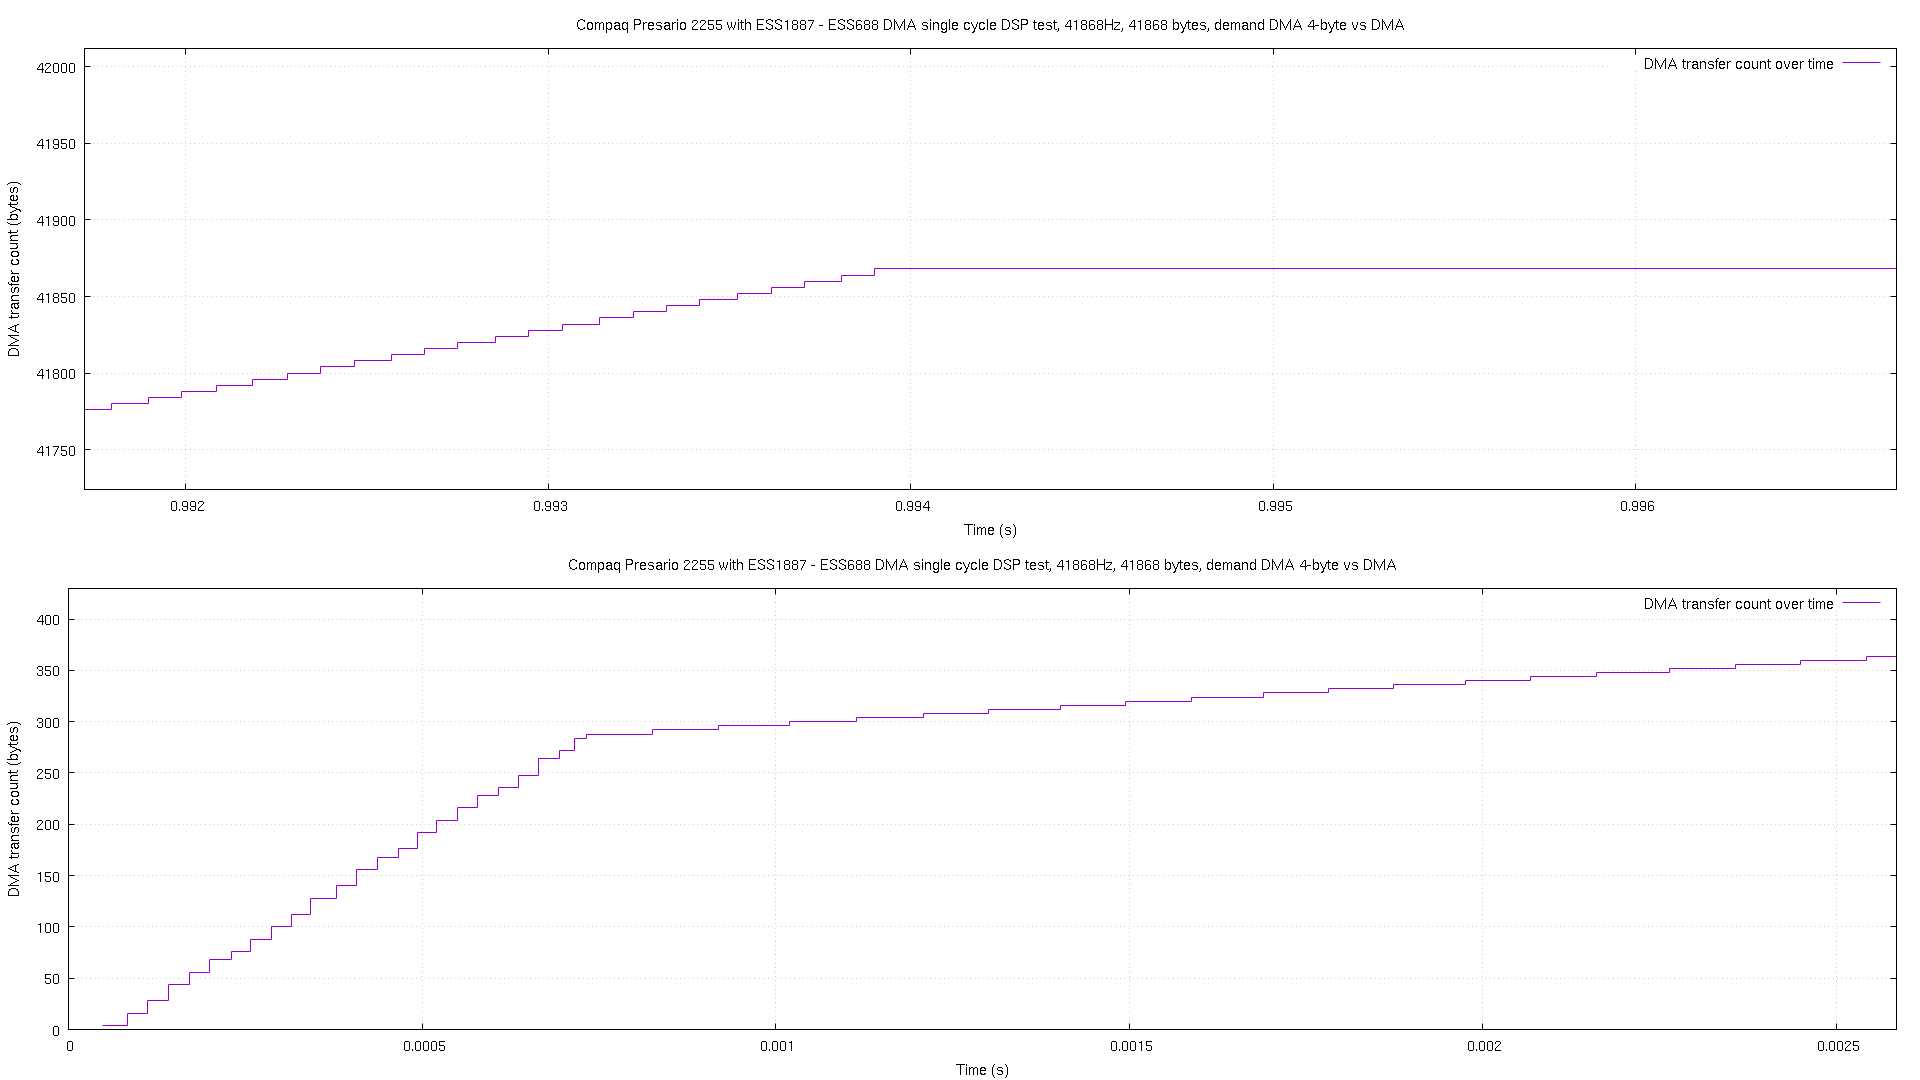 Compaq Presario 2255 with ESS1887 - ESS688 DMA single cycle DSP test, 41868Hz, 41868 bytes, demand DMA 4-byte vs DMA
DMA transfer count over time
42000
41950
41900
41850
41800
41750
DMA transfer count (bytes)
0.992 0.993 0.994 0.995 0.996
Time (s)
Compaq Presario 2255 with ESS1887 - ESS688 DMA single cycle DSP test, 41868Hz, 41868 bytes, demand DMA 4-byte vs DMA
DMA transfer count over time
400
350
300
250
200
150
100
50
0
DMA transfer count (bytes)
0 0.0005 0.001 0.0015 0.002 0.0025
Time (s)